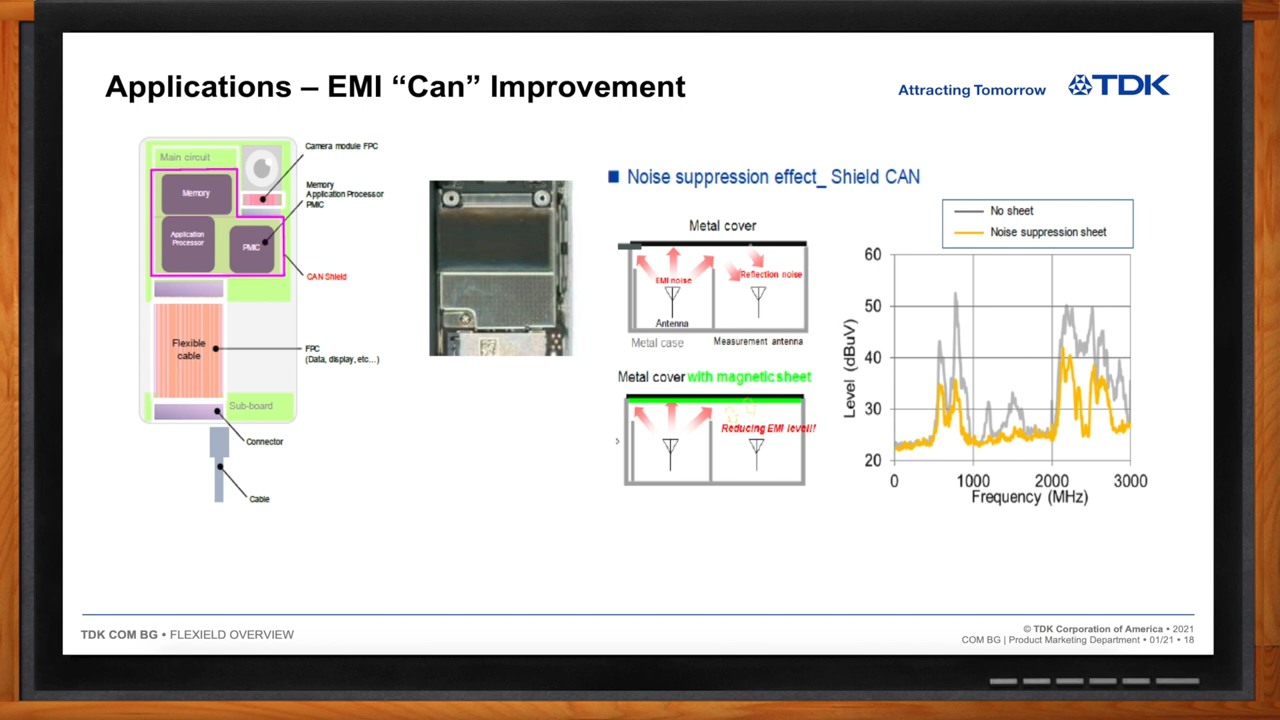 Applications – EMI “Can” Improvement
Attracting Tomorrow
TDK
Main circuit
Memory
Application
Processor
PMIC
Camera module FPC
Memory
Application Processor
PMIC
CAN Shield
Flexible
cable
FPC
(Data, display, etc...)
Sub-board
Connector
Cable
Noise suppression effect_ Shield CAN
Metal cover
EMI noise
Reflection noise
Antenna
Metal case
Measurement antenna
Metal cover with magnetic sheet
Reducing EMI level!!
No sheet
Noise suppression sheet
Level (dBuV)
60
50
40
30
20
0
1000
2000
3000
Frequency (MHz)
TDK COM BG • FLEXIELD OVERVIEW
© TDK Corporation of America • 2021
COM BG | Product Marketing Department • 01/21 • 18